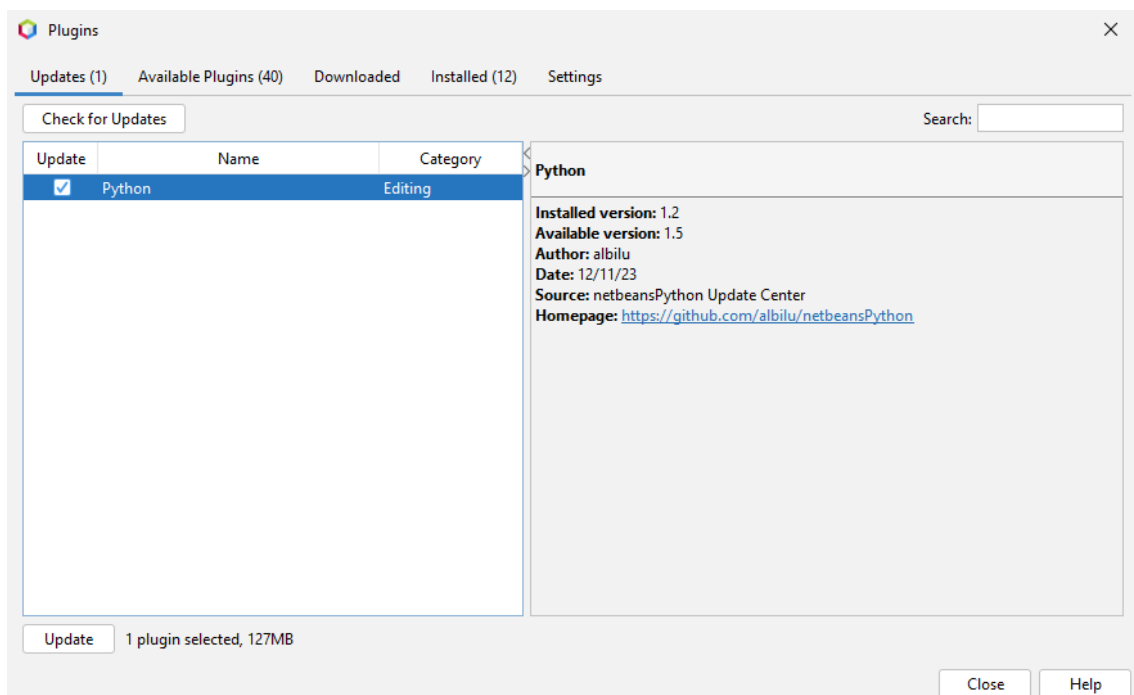 Plugins
Updates (1) Available Plugins (40) Downloaded Installed (12) Settings
Check for Updates Search:
Update Name Category
Python Editing
Python
Installed version: 1.2
Available version: 1.5
Author: albilu
Date: 12/11/23
Source: netbeansPython Update Center
Homepage: https://github.com/albilu/netbeansPython
Update 1 plugin selected, 127MB
Close Help